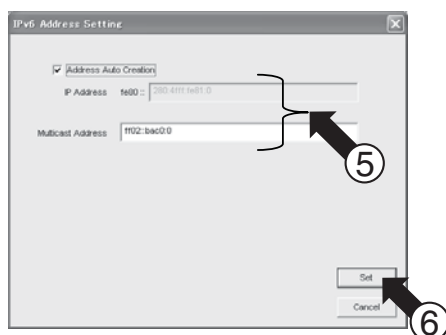 IPv6 Address Setting
Address Auto Creation
IP Address fe80 :: 280:4fff:fe81:0
Multicast Address ff02::bac0:0
⑤
Set
Cancel
⑥